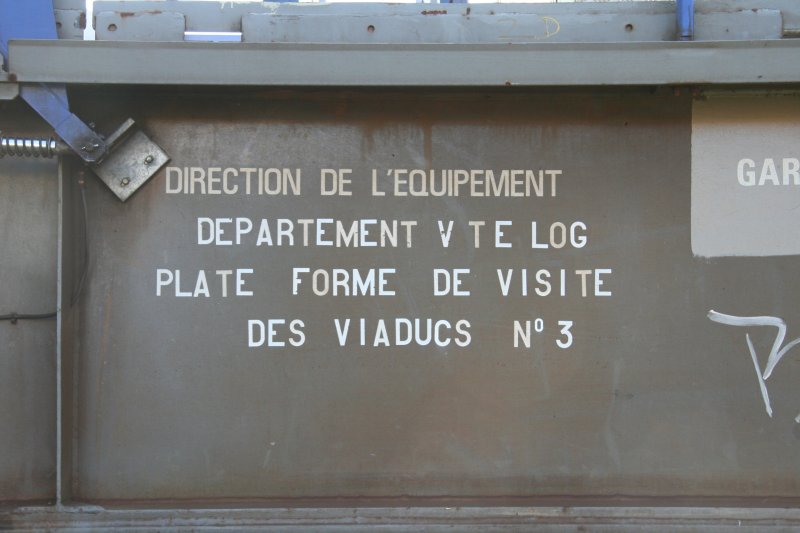 DIRECTION DE L'EQUIPEMENT
DEPARTEMENT V T E LOG
PLATE FORME DE VISITE
DES VIADUCS N° 3
GAR